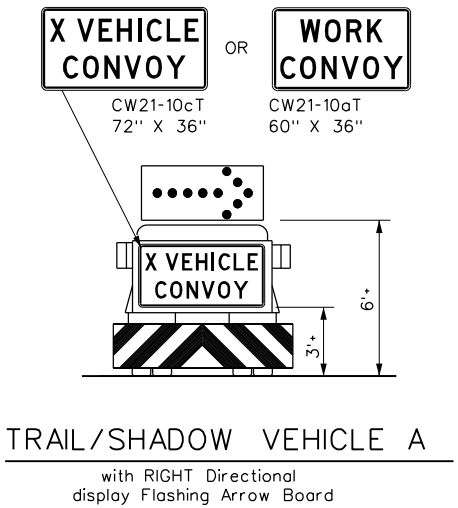 X VEHICLE
CONVOY
OR
WORK
CONVOY
CW21-10cT
72" X 36"
CW21-10aT
60" X 36"
X VEHICLE
CONVOY
3'+
6'+
TRAIL/SHADOW VEHICLE A
with RIGHT Directional
display Flashing Arrow Board